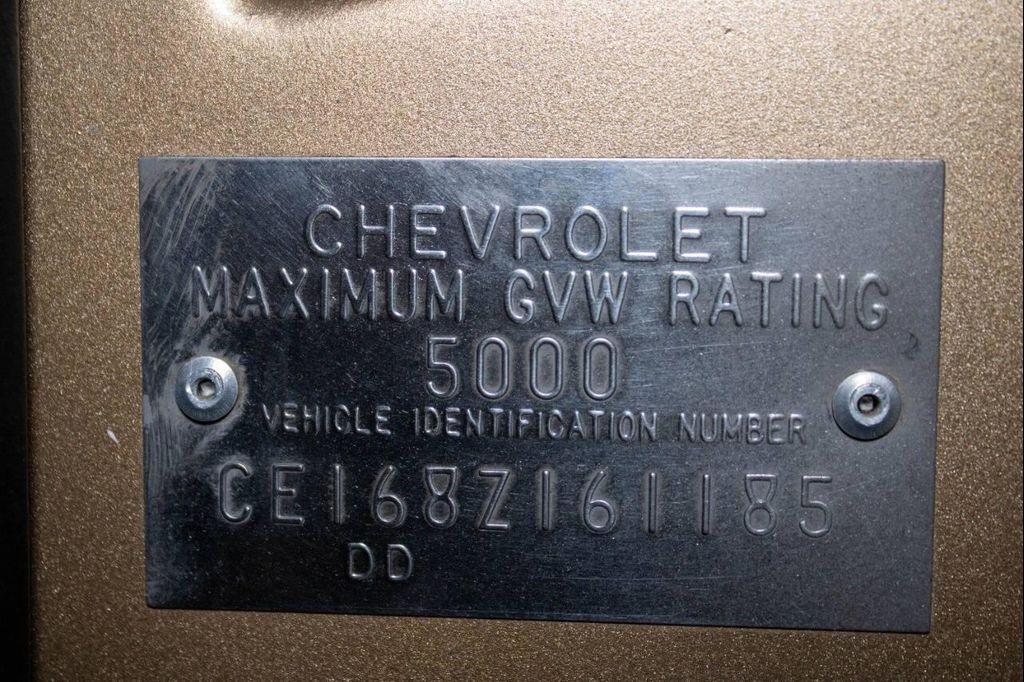 CHEVROLET
MAXIMUM GVW RATING
5000
VEHICLE IDENTIFICATION NUMBER
CE168Z161185
DD